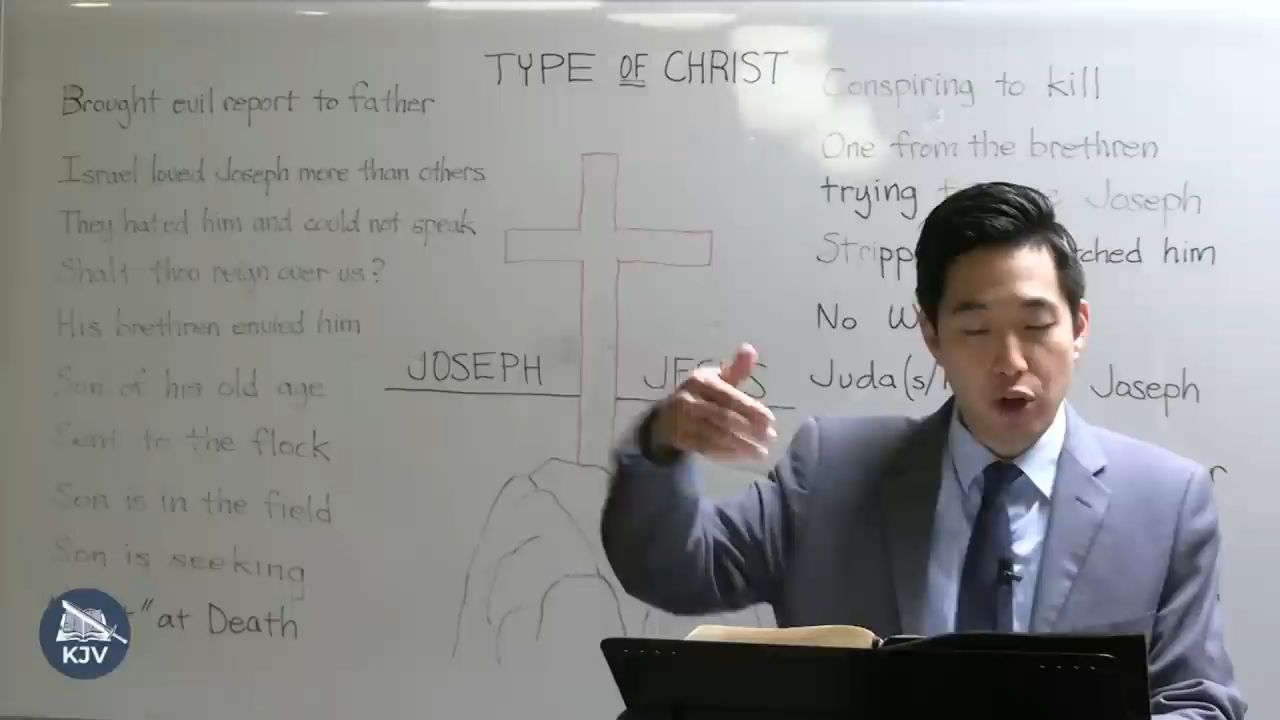 TYPE OF CHRIST
Brought evil report to father
Israel loved Joseph more than others
They hated him and could not speak
Shalt thou reign over us?
His brethren envied him
Son of his old age
Sent to the flock
Son is in the field
Son is seeking
" at Death
JOSEPH
JESUS
Conspiring to kill
One from the brethren
trying Joseph
him
No
Joseph
KJV